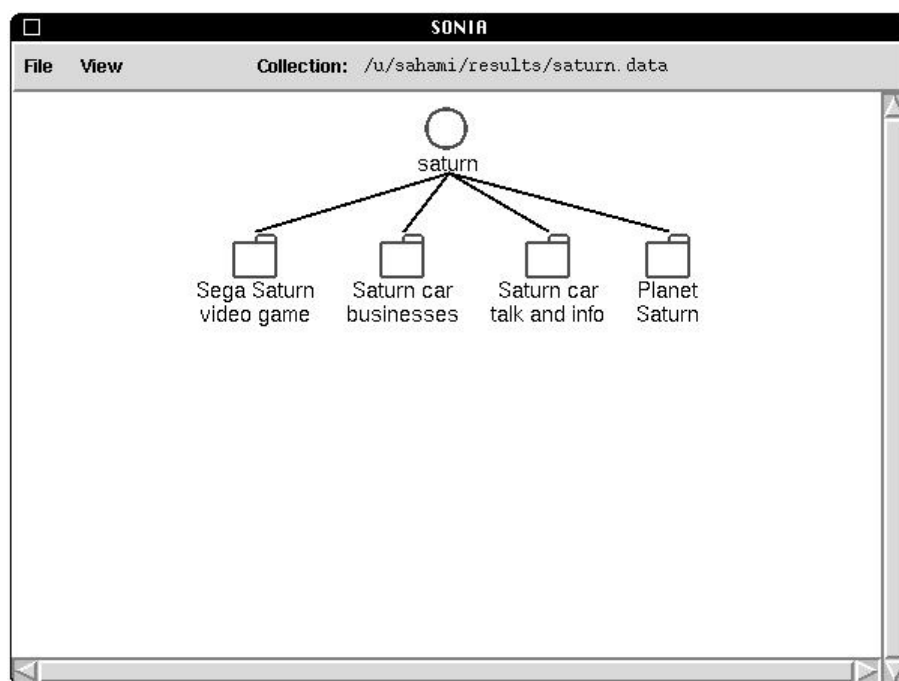 SONIA
File View Collection: /u/sahami/results/saturn.data
saturn
Sega Saturn
video game
Saturn car
businesses
Saturn car
talk and info
Planet
Saturn